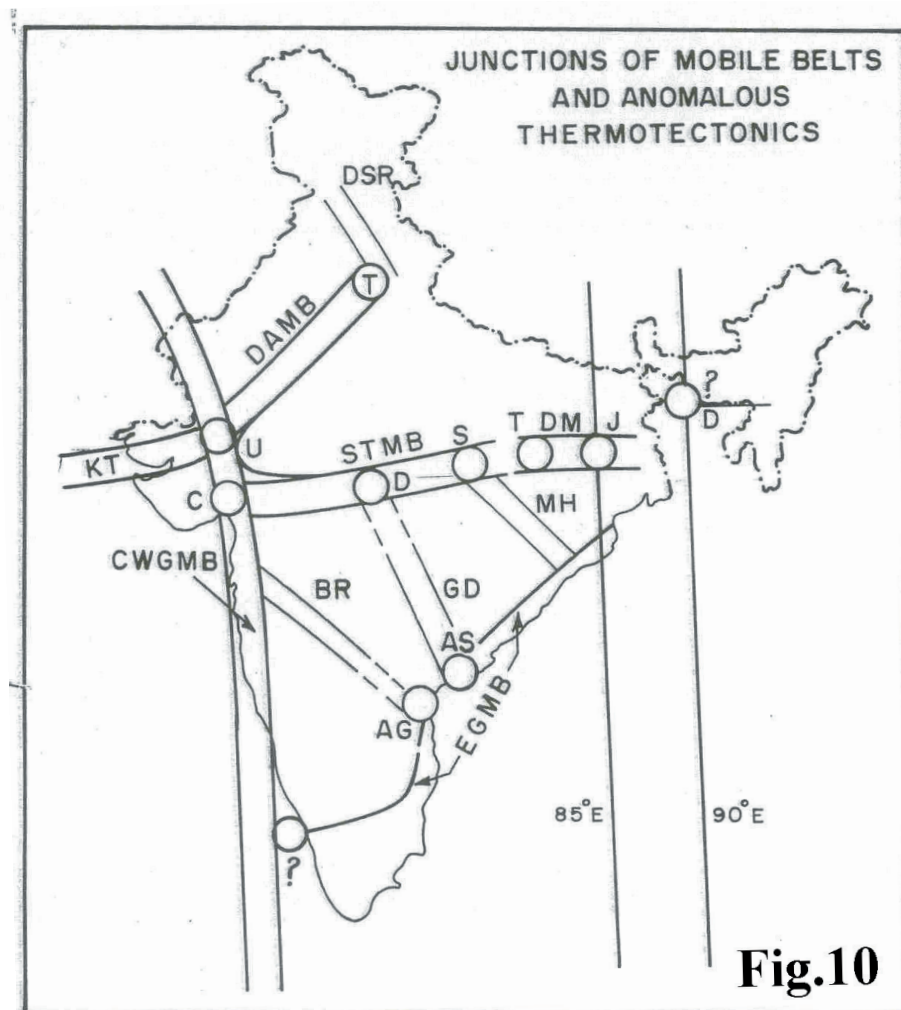 JUNCTIONS OF MOBILE BELTS
AND ANOMALOUS
THERMOTECTONICS
DSR
T
DAMB
?
D
U
KT
STMB
S
T DM J
D
C
MH
CWGMB
BR
GD
AS
AG
EGMB
85°E
90°E
?
Fig.10